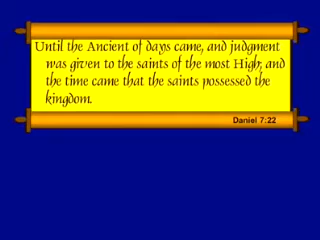 Until the Ancient of days came, and judgment
was given to the saints of the most High; and
the time came that the saints possessed the
kingdom.
Daniel 7:22